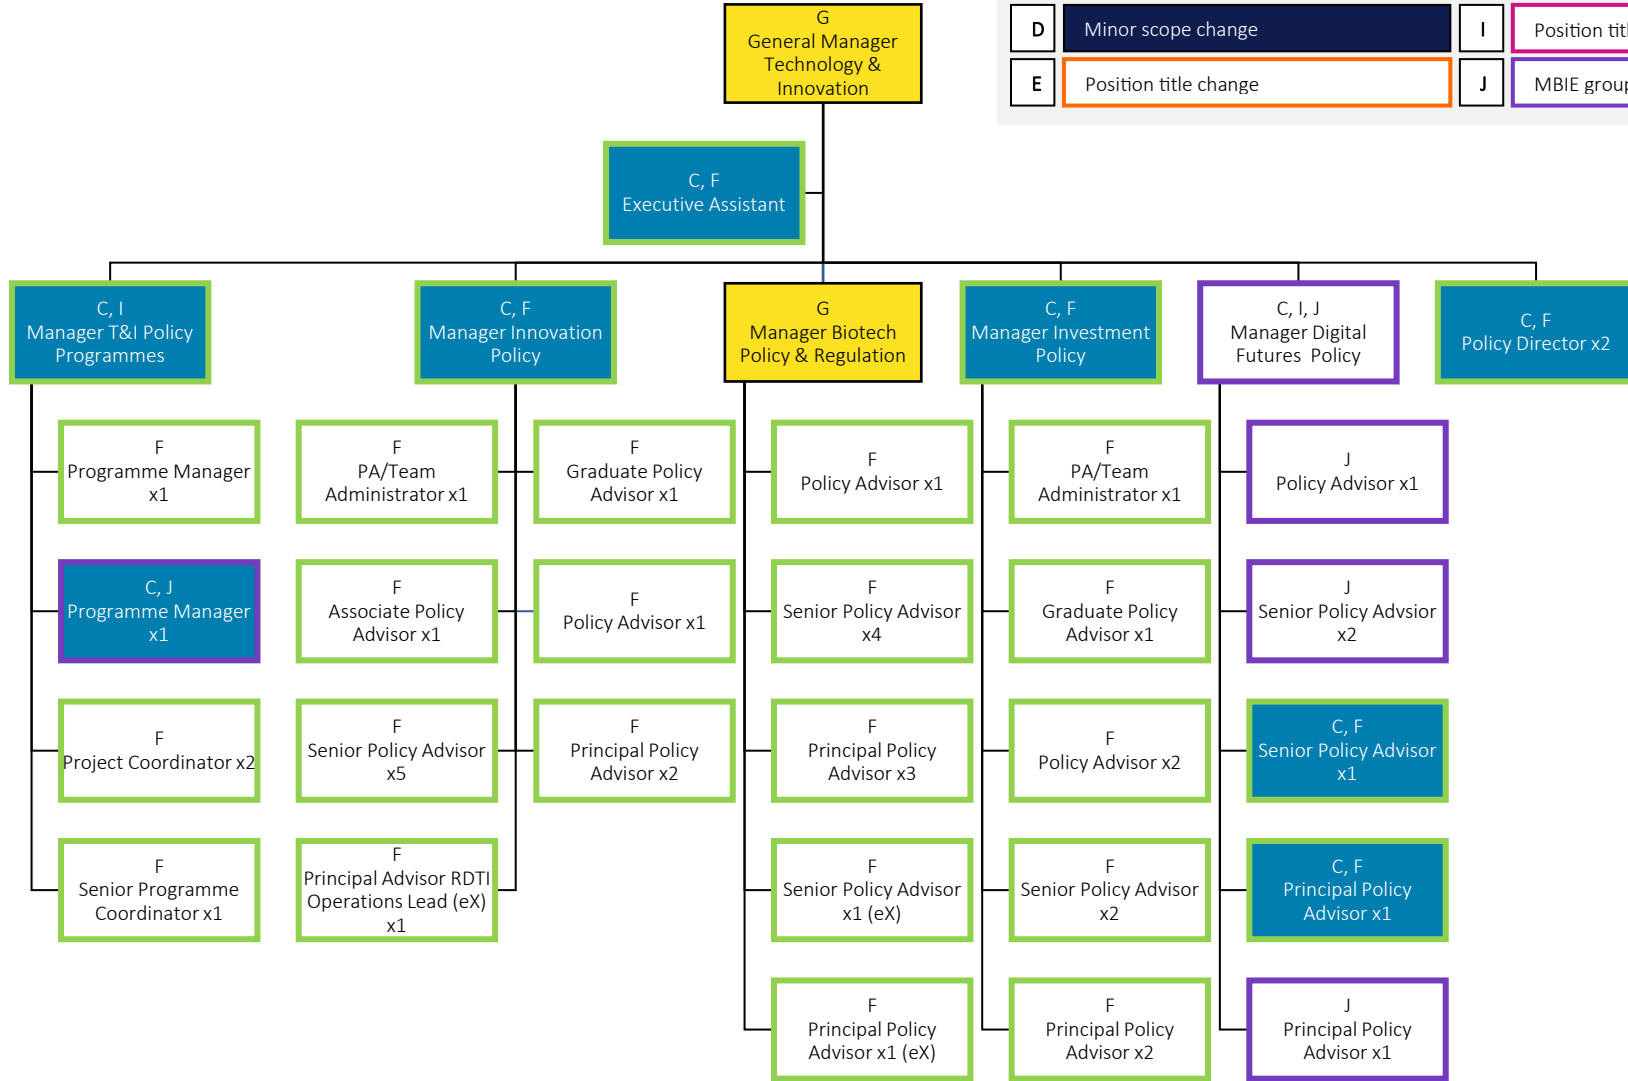 G
General Manager
Technology &
Innovation
D
Minor scope change
I
E
Position title change
J
MBIE
C, F
Executive Assistant
C, I
Manager T&I Policy
Programmes
C, F
Manager Innovation
Policy
G
Manager Biotech
Policy & Regulation
C, F
Manager Investment
Policy
C, I, J
Manager Digital
Futures Policy
C, F
Policy Director x2
F
Programme Manager
x1
C, J
Programme Manager
x1
F
Project Coordinator x2
F
Senior Programme
Coordinator x1
F
PA/Team
Administrator x1
F
Graduate Policy
Advisor x1
F
Associate Policy
Advisor x1
F
Policy Advisor x1
F
Senior Policy Advisor
x5
F
Principal Policy
Advisor x2
F
Principal Advisor RDTI
Operations Lead (eX)
x1
F
Policy Advisor x1
F
Senior Policy Advisor
x4
F
Principal Policy
Advisor x3
F
Senior Policy Advisor
x1 (eX)
F
Principal Policy
Advisor x1 (eX)
F
PA/Team
Administrator x1
F
Graduate Policy
Advisor x1
F
Policy Advisor x2
F
Senior Policy Advisor
x2
F
Principal Policy
Advisor x2
J
Policy Advisor x1
J
Senior Policy Advsior
x2
C, F
Senior Policy Advisor
x1
C, F
Principal Policy
Advisor x1
J
Principal Policy
Advisor x1
Position